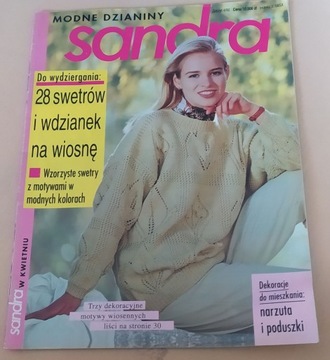 MODNE DZIANINY
sandra
Do wydziergania:
28 swetrów
i wdzianek
na wiosnę
Wzorzyste swetry
z motywami w
modnych kolorach
sandra W KWIETNIU
Trzy dekoracyjne
motywy wiosennych
liści na stronie 30
Dekoracje
do mieszkania:
narzuta
i poduszki